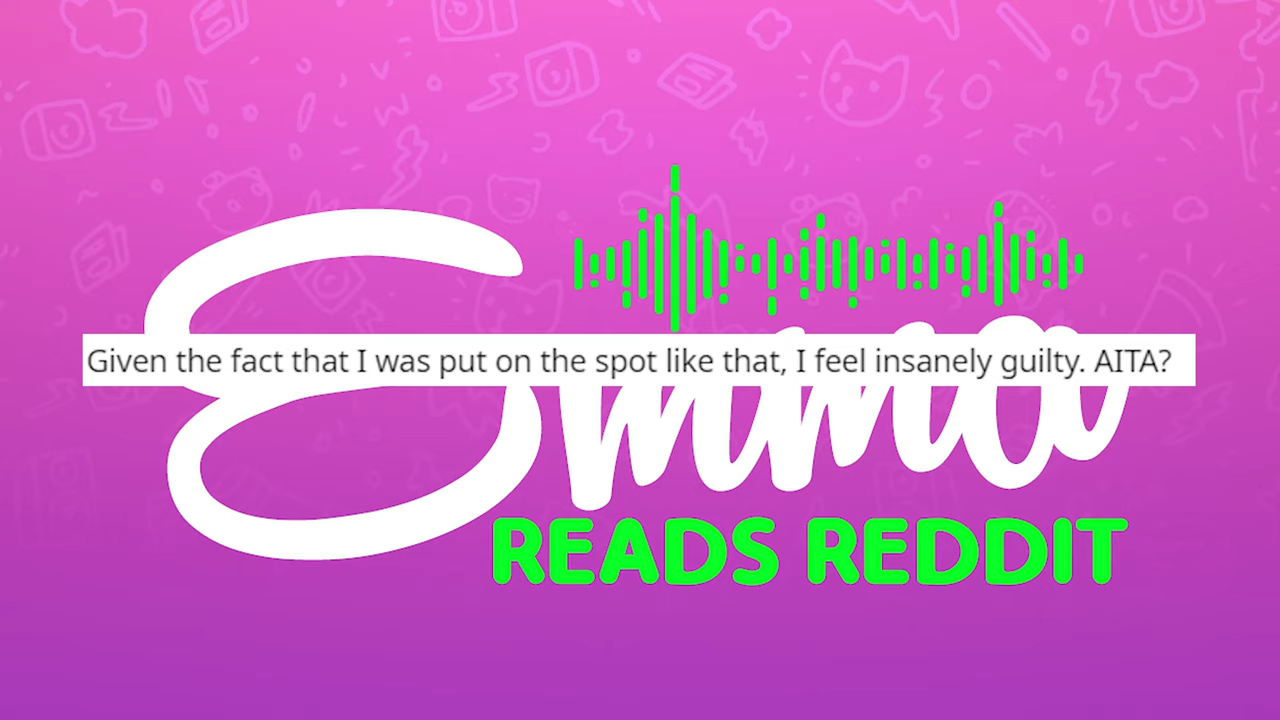 Given the fact that I was put on the spot like that, I feel insanely guilty. AITA?
Emma
READS REDDIT